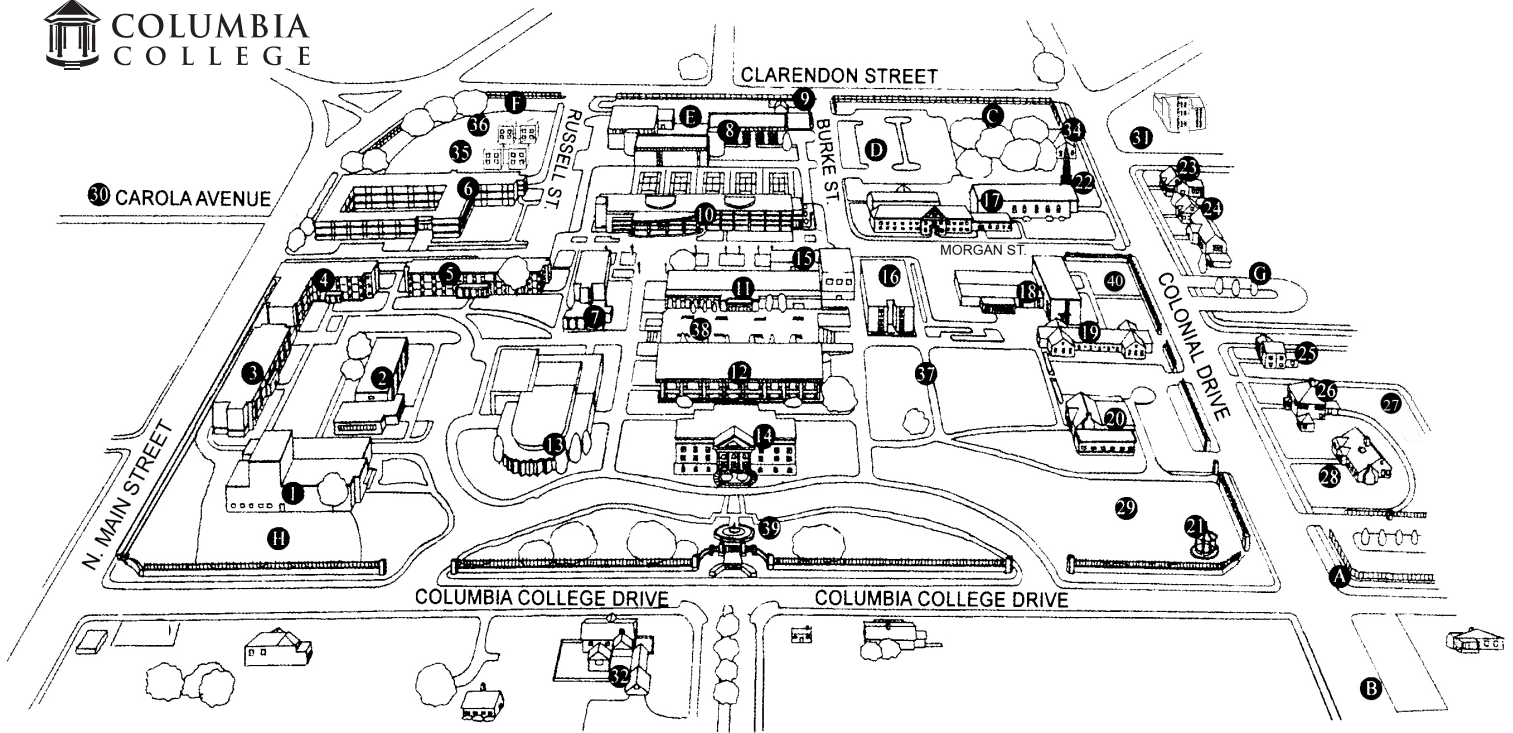 COLUMBIA
COLLEGE
CLARENDON STREET
F
9
36
E
8
C
34
31
RUSSELL ST.
BURKE ST.
35
D
30 CAROLA AVENUE
6
22
23
17
24
10
MORGAN ST.
15
4
5
11
16
18
40
G
7
38
19
COLONIAL DRIVE
25
3
2
12
37
26
27
20
N. MAIN STREET
13
14
28
1
29
H
39
21
A
COLUMBIA COLLEGE DRIVE
COLUMBIA COLLEGE DRIVE
32
B